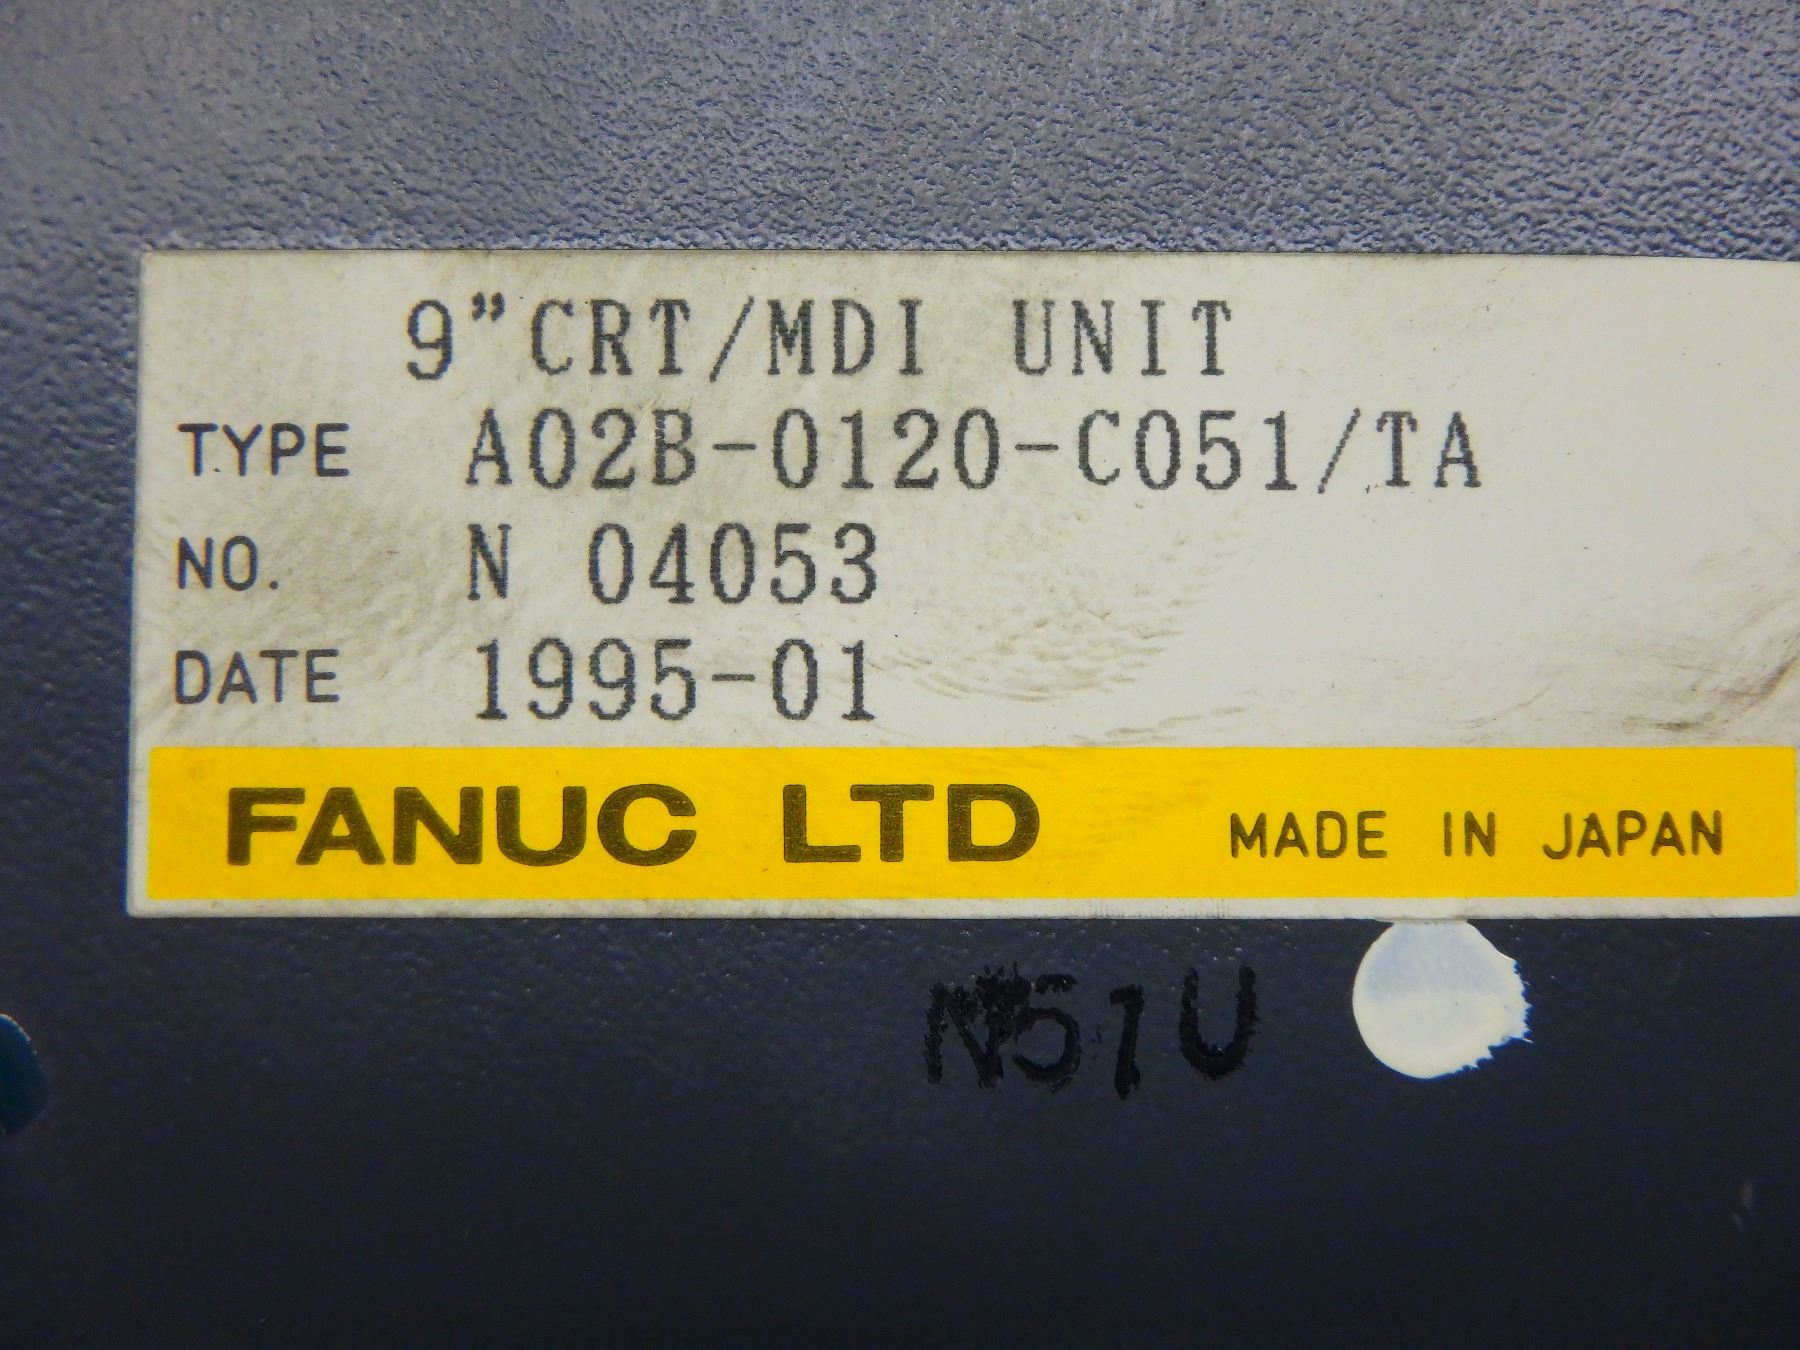 9”CRT/MDI UNIT
TYPE A02B-0120-C051/TA
NO. N 04053
DATE 1995-01
FANUC LTD MADE IN JAPAN
N51U